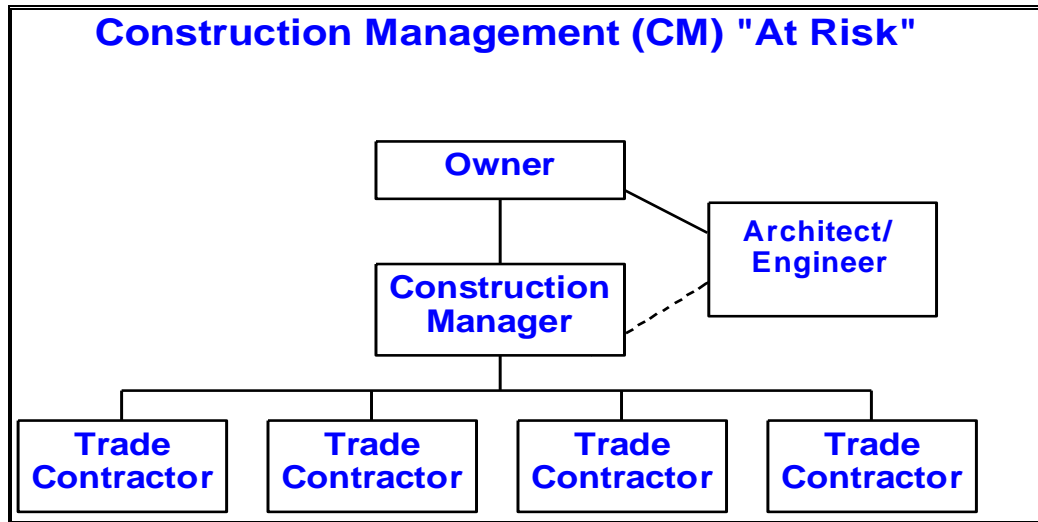 Construction Management (CM) "At Risk"
Owner
Architect/
Engineer
Construction
Manager
Trade
Contractor
Trade
Contractor
Trade
Contractor
Trade
Contractor